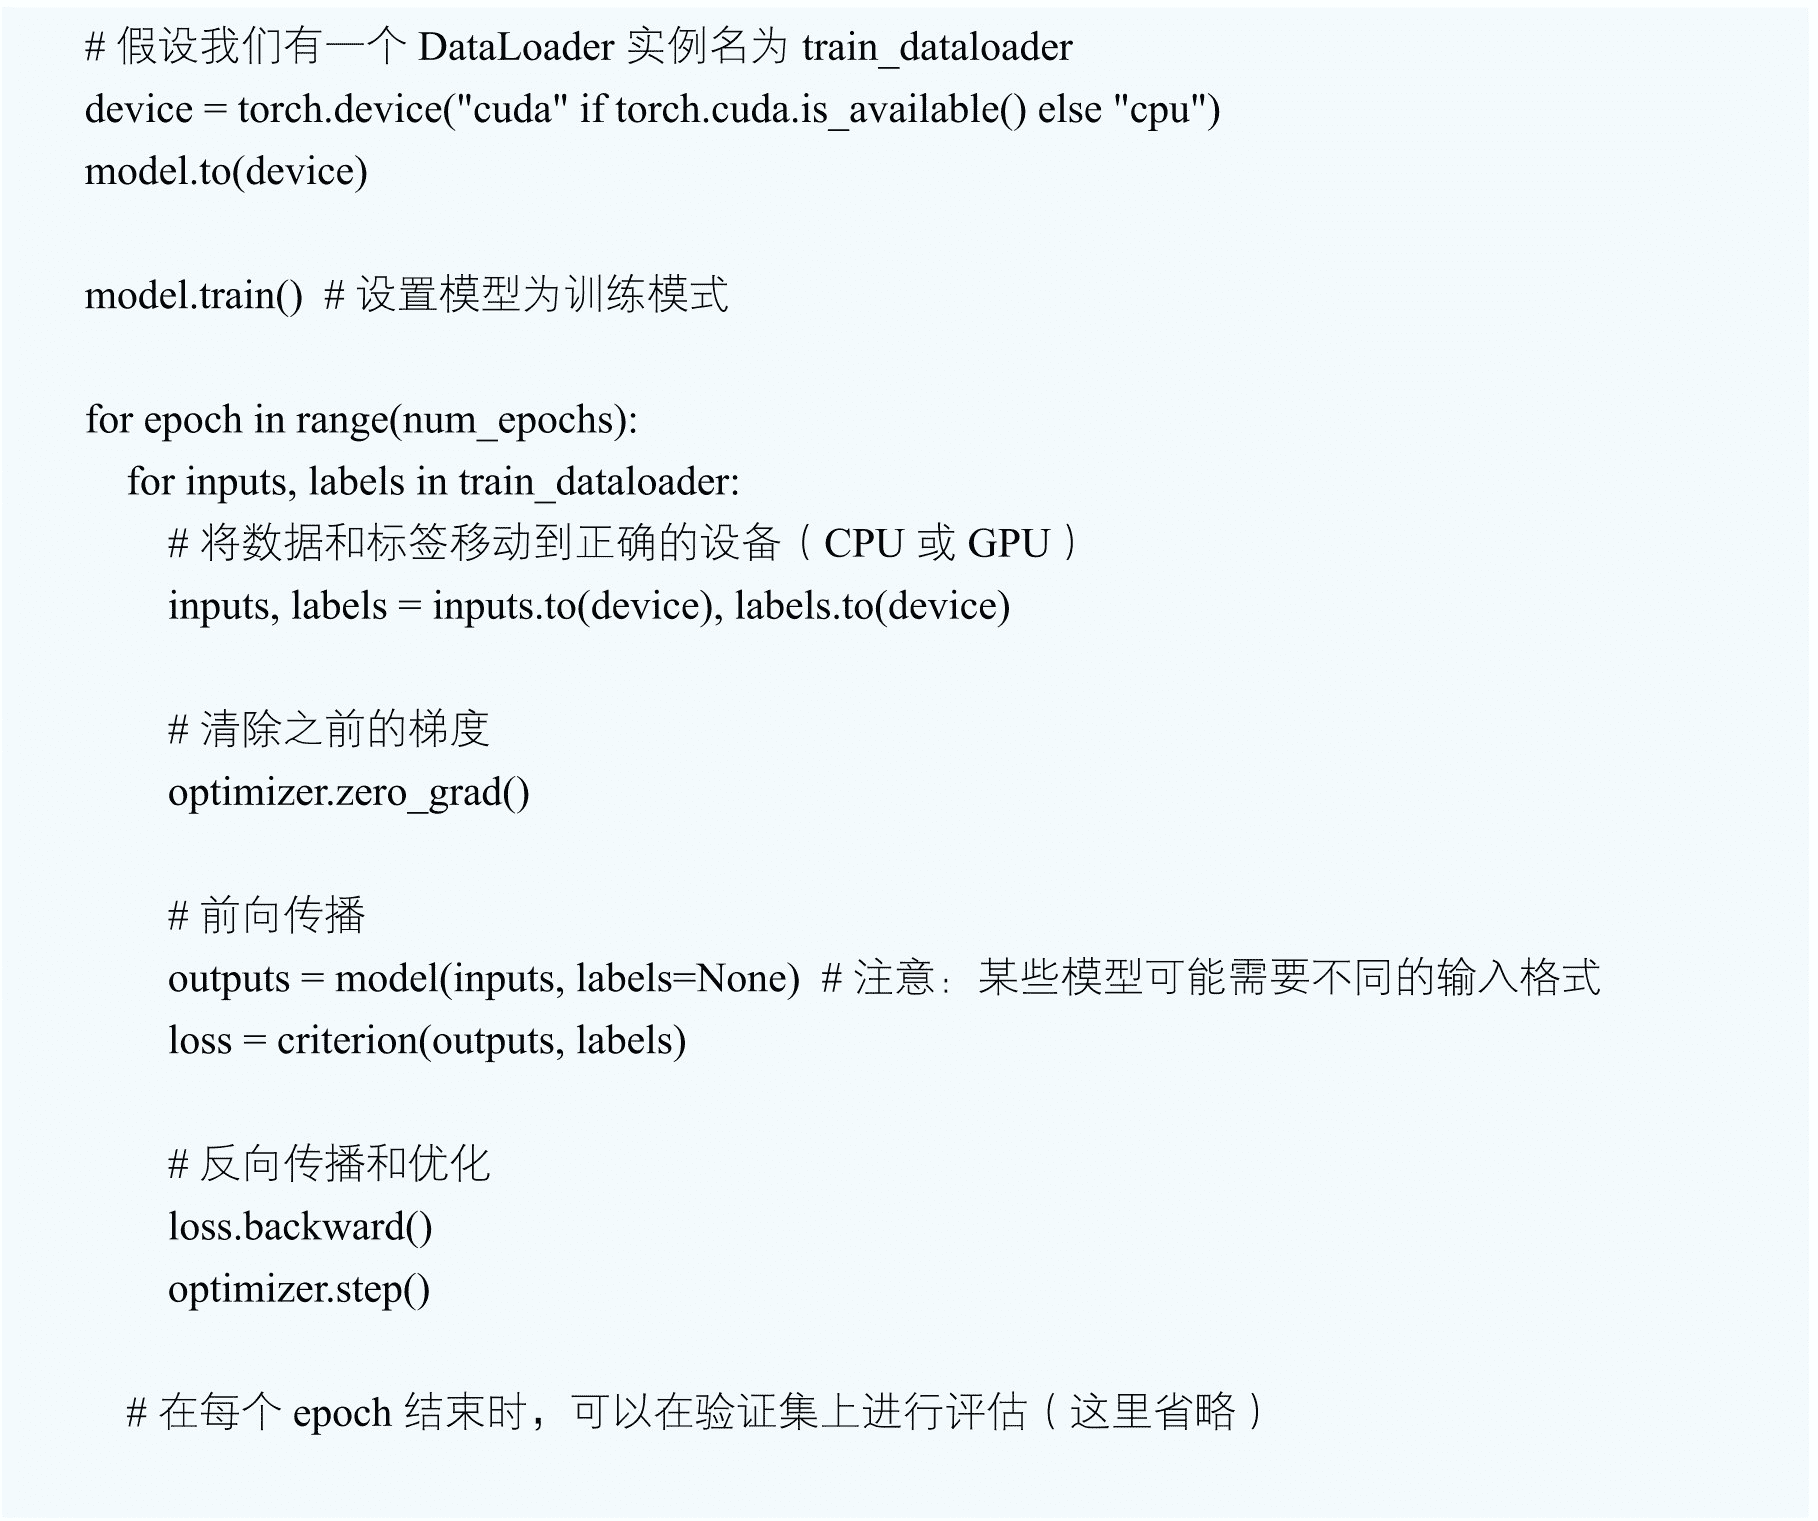 # 假设我们有一个 DataLoader 实例名为 train_dataloader
device = torch.device("cuda" if torch.cuda.is_available() else "cpu")
model.to(device)
model.train()  # 设置模型为训练模式
for epoch in range(num_epochs):
    for inputs, labels in train_dataloader:
        # 将数据和标签移动到正确的设备（CPU 或 GPU）
        inputs, labels = inputs.to(device), labels.to(device)
        # 清除之前的梯度
        optimizer.zero_grad()
        # 前向传播
        outputs = model(inputs, labels=None)  # 注意：某些模型可能需要不同的输入格式
        loss = criterion(outputs, labels)
        # 反向传播和优化
        loss.backward()
        optimizer.step()
    # 在每个 epoch 结束时，可以在验证集上进行评估（这里省略）